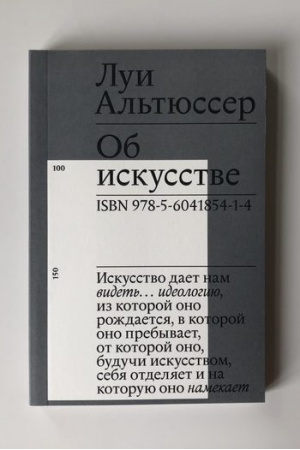 Луи
Альтюссер
Об
искусстве
100
ISBN 978-5-6041854-1-4
150
Искусство дает нам
видеть... идеологию,
из которой оно
рождается, в которой
оно пребывает,
от которой оно,
будучи искусством,
себя отделяет и на
которую оно намекает